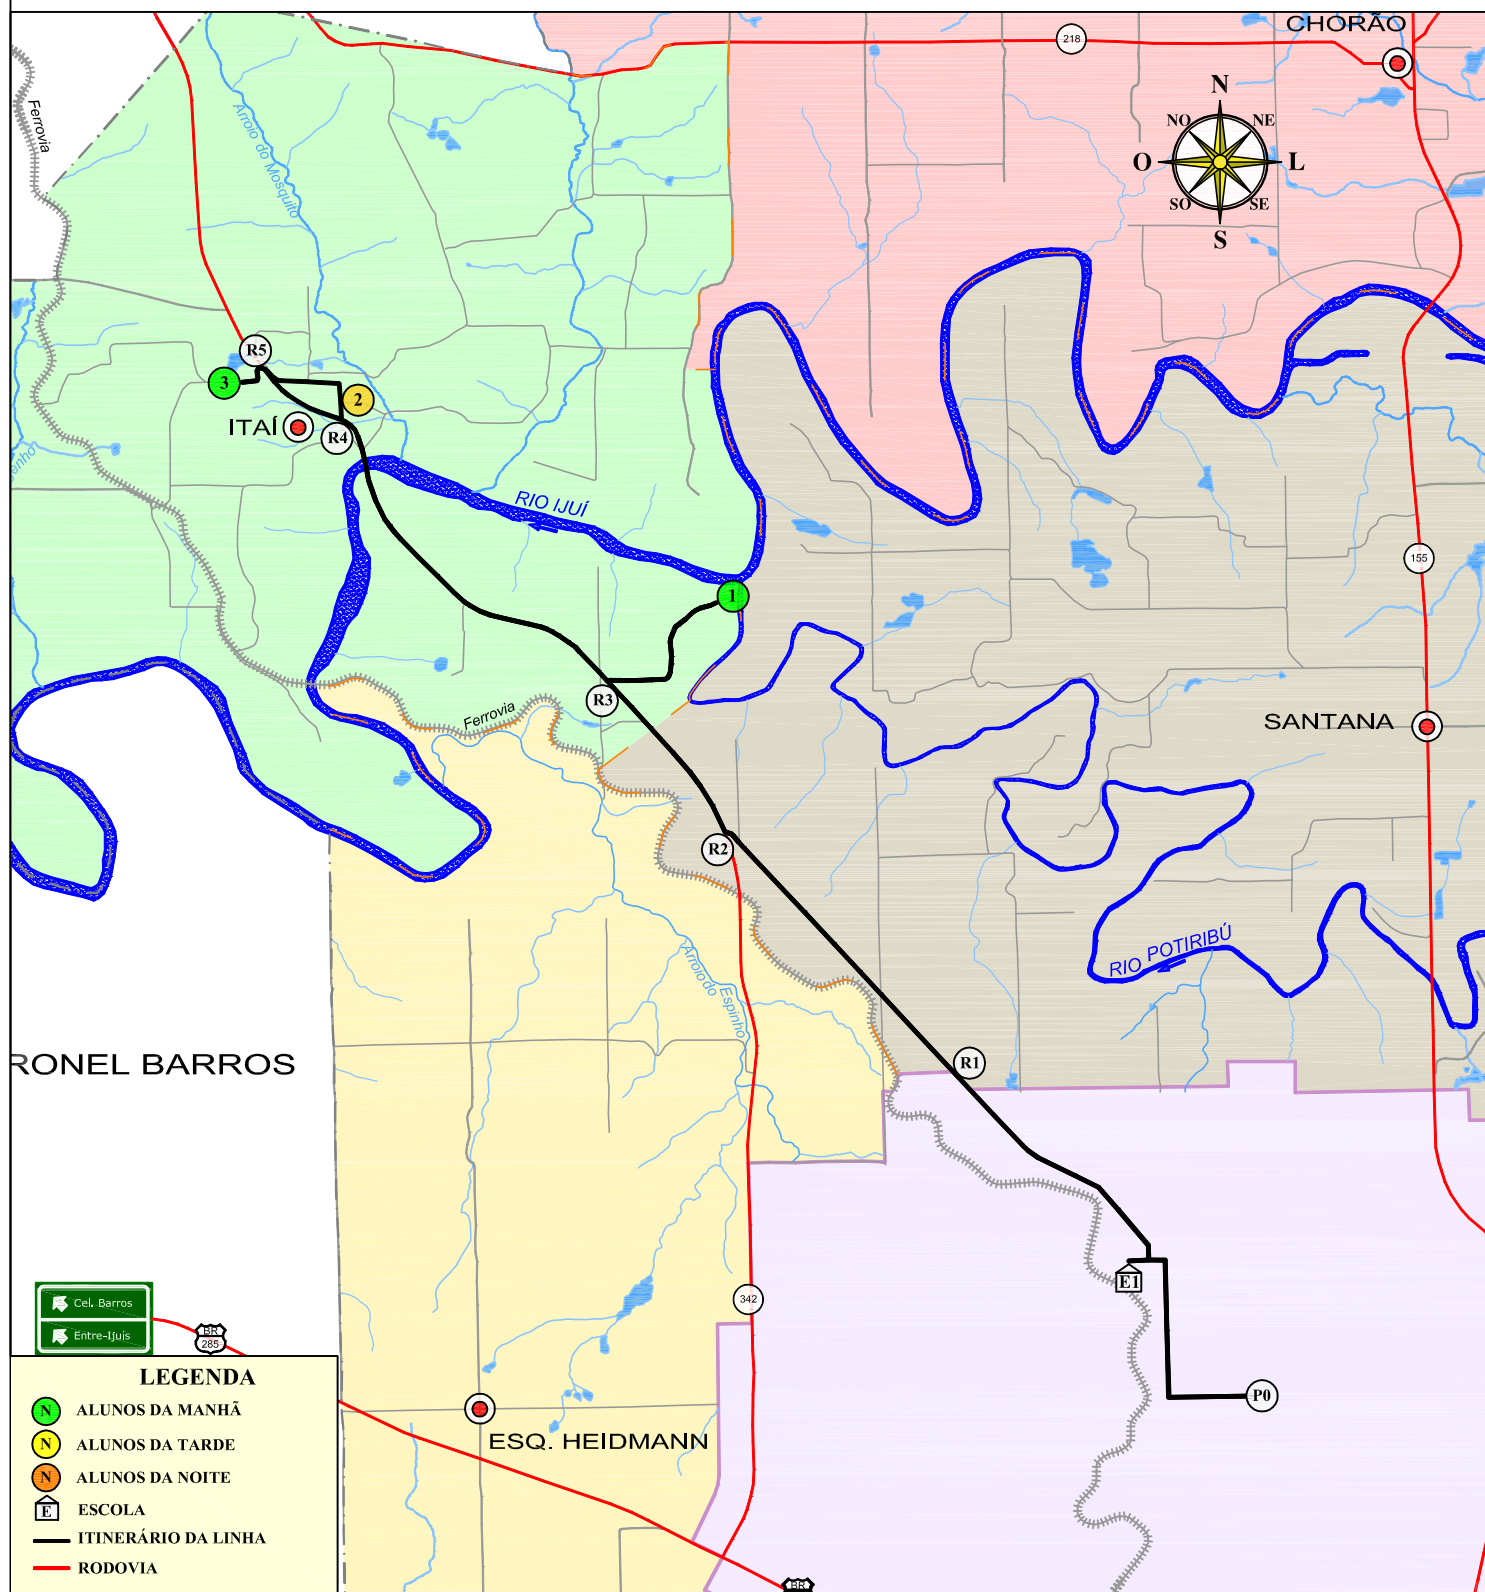 CHORÃO
218
N
NO
NE
O
L
SO
SE
S
Ferrovia
Arroio do Mosquito
R5
3
2
ITAÍ
R4
RIO IJUÍ
155
1
R3
Ferrovia
SANTANA
R2
RIO POTIRIBÚ
Arroio do Espinho
RONEL BARROS
R1
E1
342
P0
Cel. Barros
Entre-Ijuis
BR
285
ESQ. HEIDMANN
LEGENDA
N ALUNOS DA MANHÃ
N ALUNOS DA TARDE
N ALUNOS DA NOITE
E ESCOLA
ITINERÁRIO DA LINHA
RODOVIA
BR